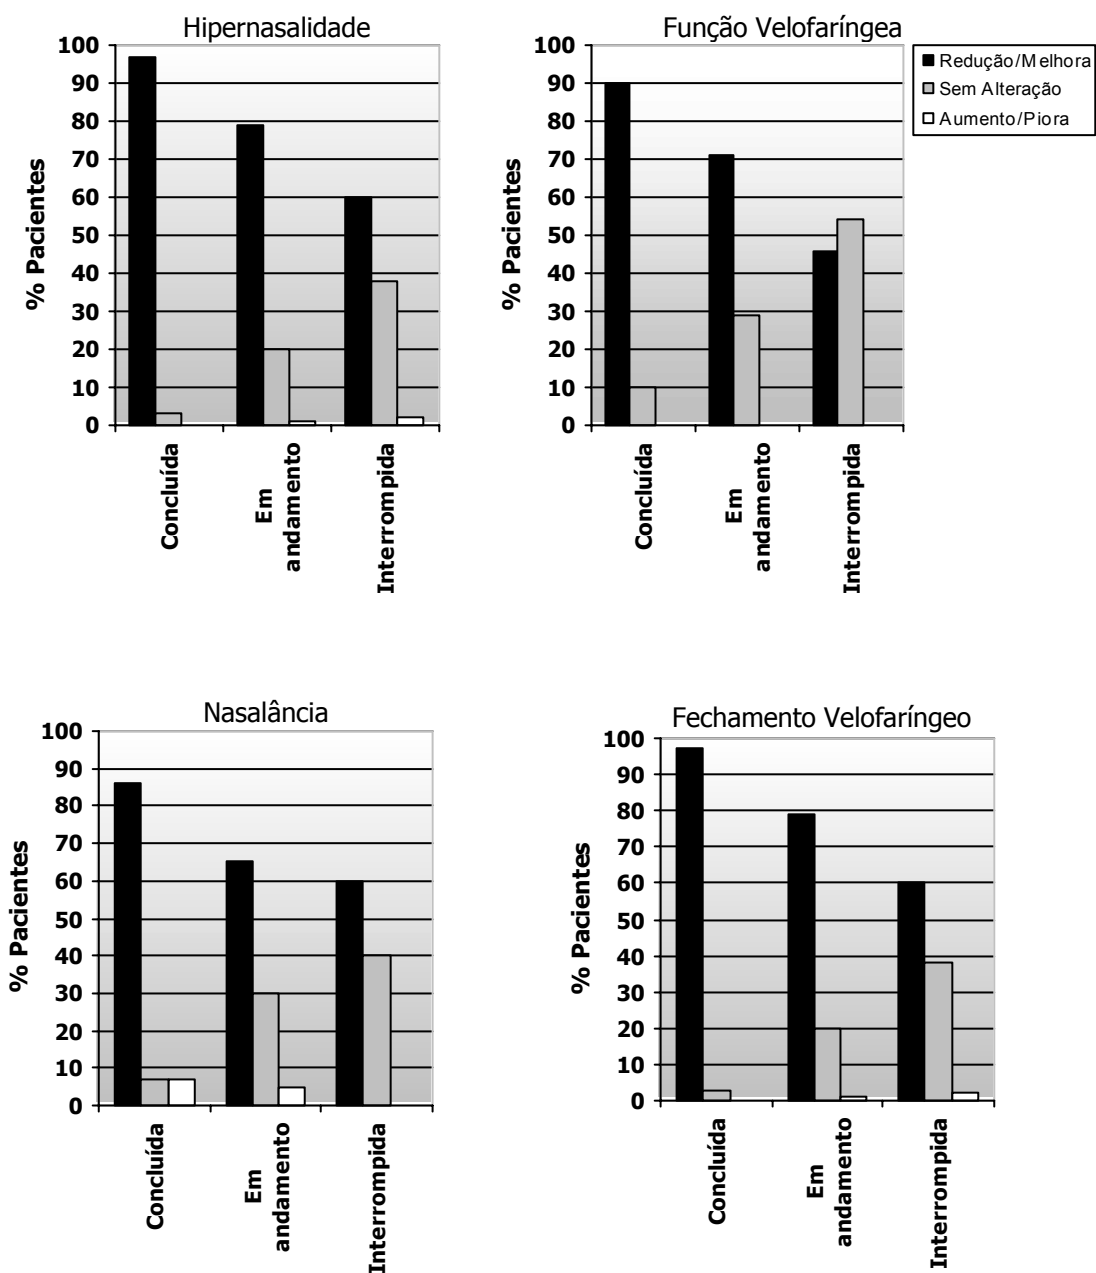 Hipernasalidade
% Pacientes
100
90
80
70
60
50
40
30
20
10
0
Concluída
Em
andamento
Interrompida
Função Velofaríngea
% Pacientes
100
90
80
70
60
50
40
30
20
10
0
Concluída
Em
andamento
Interrompida
Redução/Melhora
Sem Alteração
Aumento/Piora
Nasalância
% Pacientes
100
90
80
70
60
50
40
30
20
10
0
Concluída
Em
andamento
Interrompida
Fechamento Velofaríngeo
% Pacientes
100
90
80
70
60
50
40
30
20
10
0
Concluída
Em
andamento
Interrompida